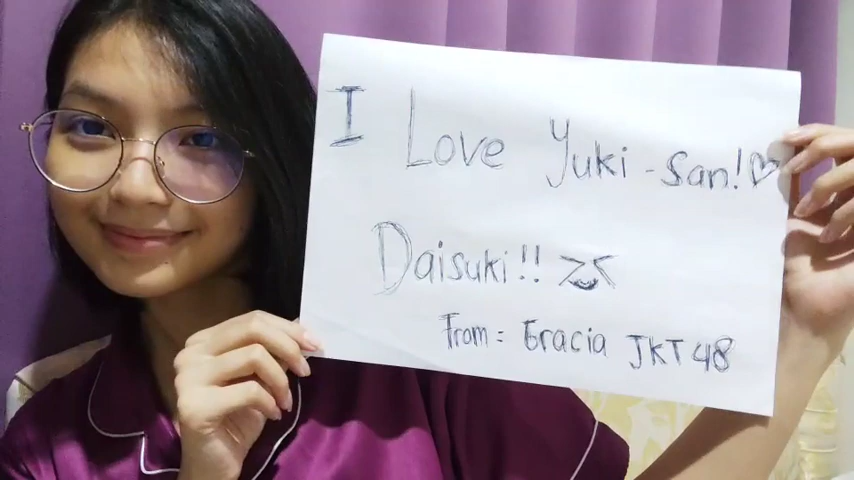 I Love Yuki-san!♡
Daisuki!! ><
From = Gracia JKT48